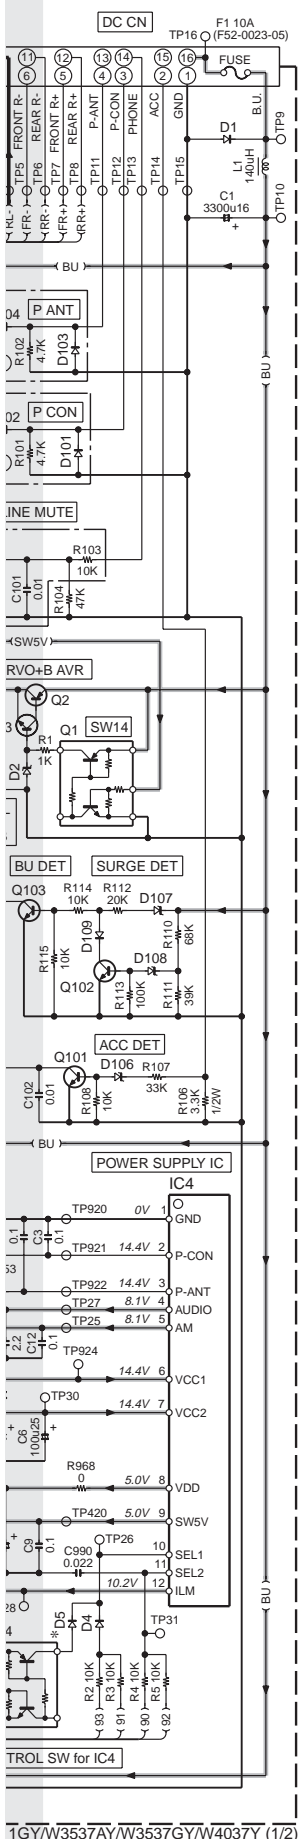 DC CN
F1 10A
TP16 (F52-0023-05)
FUSE
11 12 13 14 15 16
6 5 4 3 2 1
FRONT R-
REAR R-
FRONT R+
REAR R+
P-ANT
P-CON
PHONE
ACC
GND
B.U.
TP5
TP6
TP7
TP8
TP11
TP12
TP13
TP14
TP15
D1
TP9
L1
140uH
C1
3300u16
+
TP10
RL-
FR-
RR-
FR+
RR+
BU
04
P ANT
R102
4.7K
D103
BU
02
P CON
R101
4.7K
D101
INE MUTE
R103
10K
C101
0.01
R104
47K
SW5V
RVO+B AVR
Q2
3
Q1
SW14
R1
1K
D2
BU DET
SURGE DET
Q103
R114
10K
R112
20K
D107
D109
R110
68K
R115
10K
D108
Q102
R113
100K
R111
39K
ACC DET
Q101
D106
R107
33K
C102
0.01
R108
10K
R106
3.3K
1/2W
BU
POWER SUPPLY IC
IC4
TP920 0V 1 GND
0.1
C3
0.1
TP921 14.4V 2 P-CON
53
TP922 14.4V 3 P-ANT
TP27 8.1V 4 AUDIO
TP25 8.1V 5 AM
2.2
C12
0.1
TP924
14.4V 6 VCC1
TP30
14.4V 7 VCC2
C6
100u25
+
R968
0
5.0V 8 VDD
TP420 5.0V 9 SW5V
C9
0.1
C990
0.022
TP26
10 SEL1
11 SEL2
10.2V 12 ILM
28
TP31
BU
4
*
D5
D4
R2 10K
R3 10K
R4 10K
R5 10K
93
91
90
92
TROL SW for IC4
1GY/W3537AY/W3537GY/W4037Y (1/2)